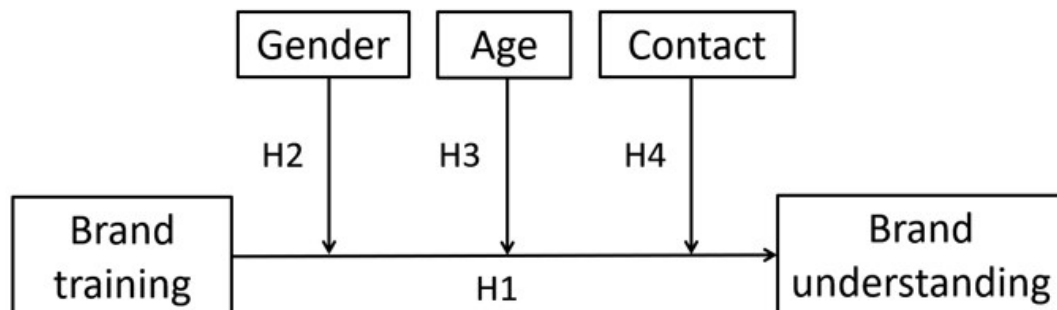 Gender
Age
Contact
H2
H3
H4
Brand
training
H1
Brand
understanding